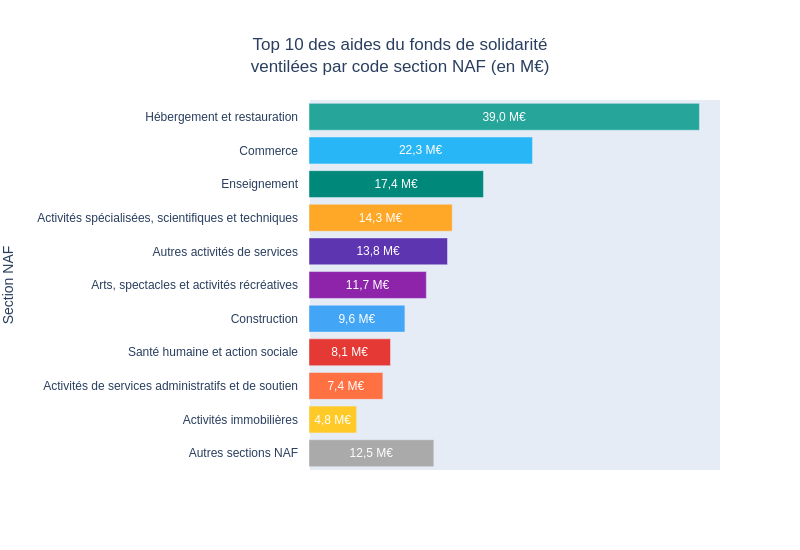 Top 10 des aides du fonds de solidarité
ventilées par code section NAF (en M€)
Section NAF
Hébergement et restauration 39,0 M€
Commerce 22,3 M€
Enseignement 17,4 M€
Activités spécialisées, scientifiques et techniques 14,3 M€
Autres activités de services 13,8 M€
Arts, spectacles et activités récréatives 11,7 M€
Construction 9,6 M€
Santé humaine et action sociale 8,1 M€
Activités de services administratifs et de soutien 7,4 M€
Activités immobilières 4,8 M€
Autres sections NAF 12,5 M€